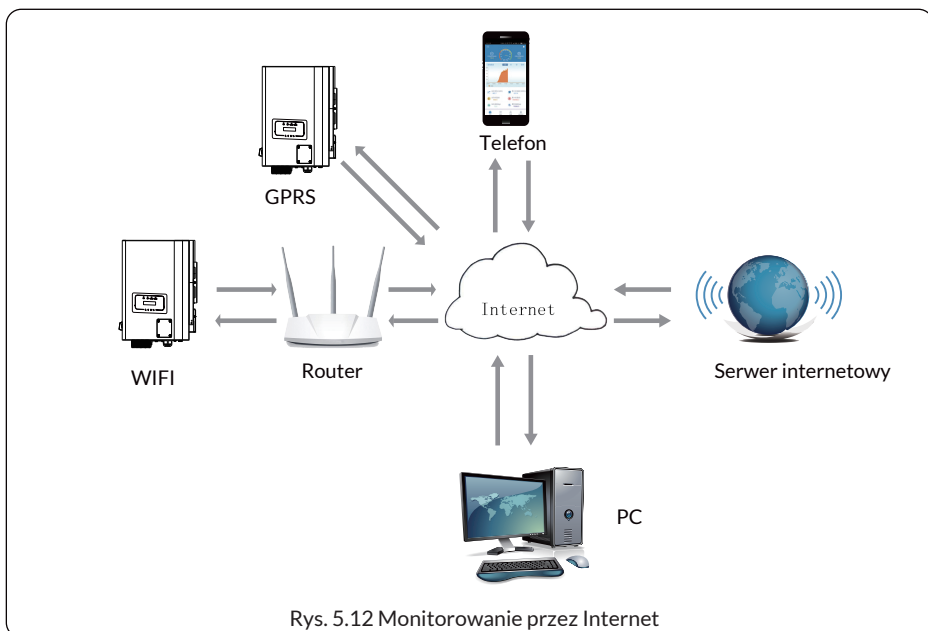 Telefon
GPRS
Internet
WIFI
Router
Serwer internetowy
PC
Rys. 5.12 Monitorowanie przez Internet